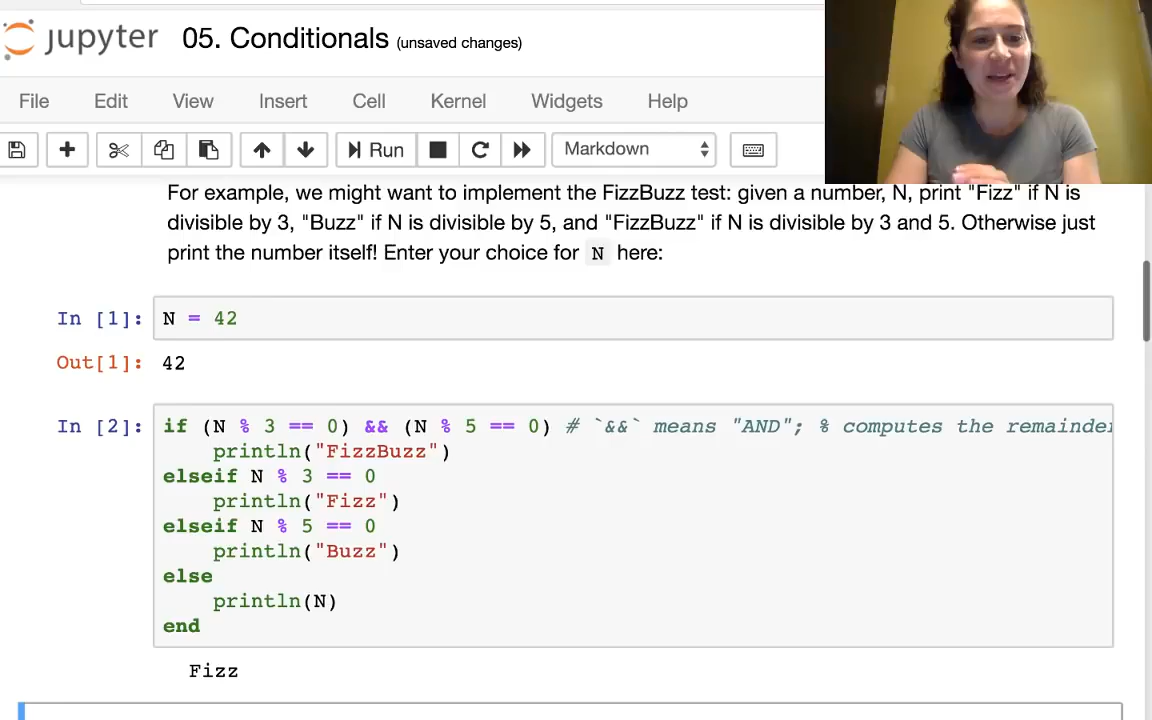 jupyter 05. Conditionals (unsaved changes)
File Edit View Insert Cell Kernel Widgets Help
Run Markdown
For example, we might want to implement the FizzBuzz test: given a number, N, print "Fizz" if N is
divisible by 3, "Buzz" if N is divisible by 5, and "FizzBuzz" if N is divisible by 3 and 5. Otherwise just
print the number itself! Enter your choice for N here:
In [1]: N = 42
Out[1]: 42
In [2]: if (N % 3 == 0) && (N % 5 == 0) # `&&` means "AND"; % computes the remainder
println("FizzBuzz")
elseif N % 3 == 0
println("Fizz")
elseif N % 5 == 0
println("Buzz")
else
println(N)
end
Fizz